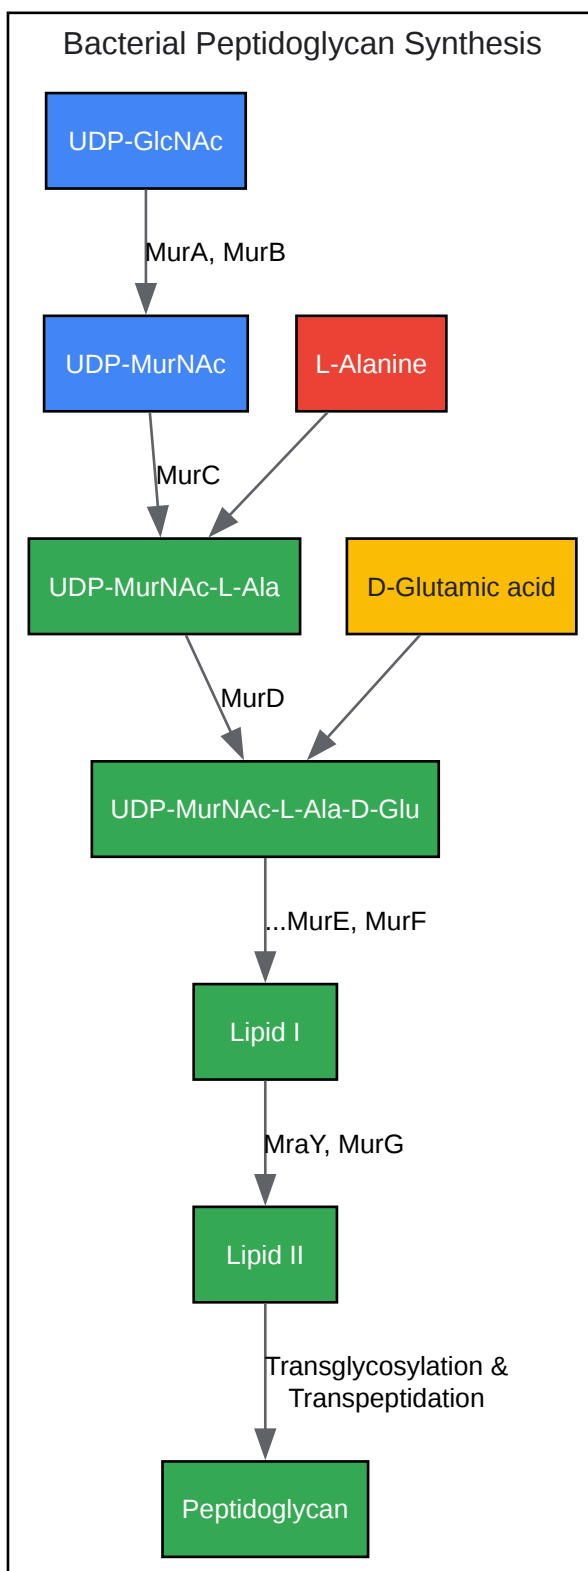 Bacterial Peptidoglycan Synthesis
UDP-GlcNAc
MurA, MurB
UDP-MurNAc
L-Alanine
MurC
UDP-MurNAc-L-Ala
D-Glutamic acid
MurD
UDP-MurNAc-L-Ala-D-Glu
...MurE, MurF
Lipid I
MraY, MurG
Lipid II
Transglycosylation &
Transpeptidation
Peptidoglycan